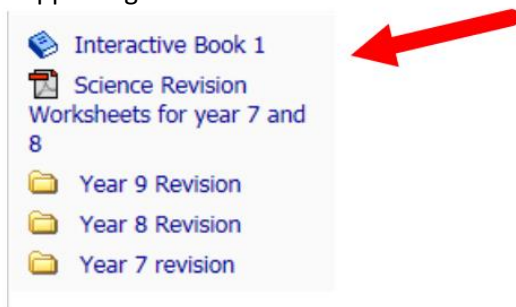 Interactive Book 1
Science Revision
Worksheets for year 7 and
8
Year 9 Revision
Year 8 Revision
Year 7 revision